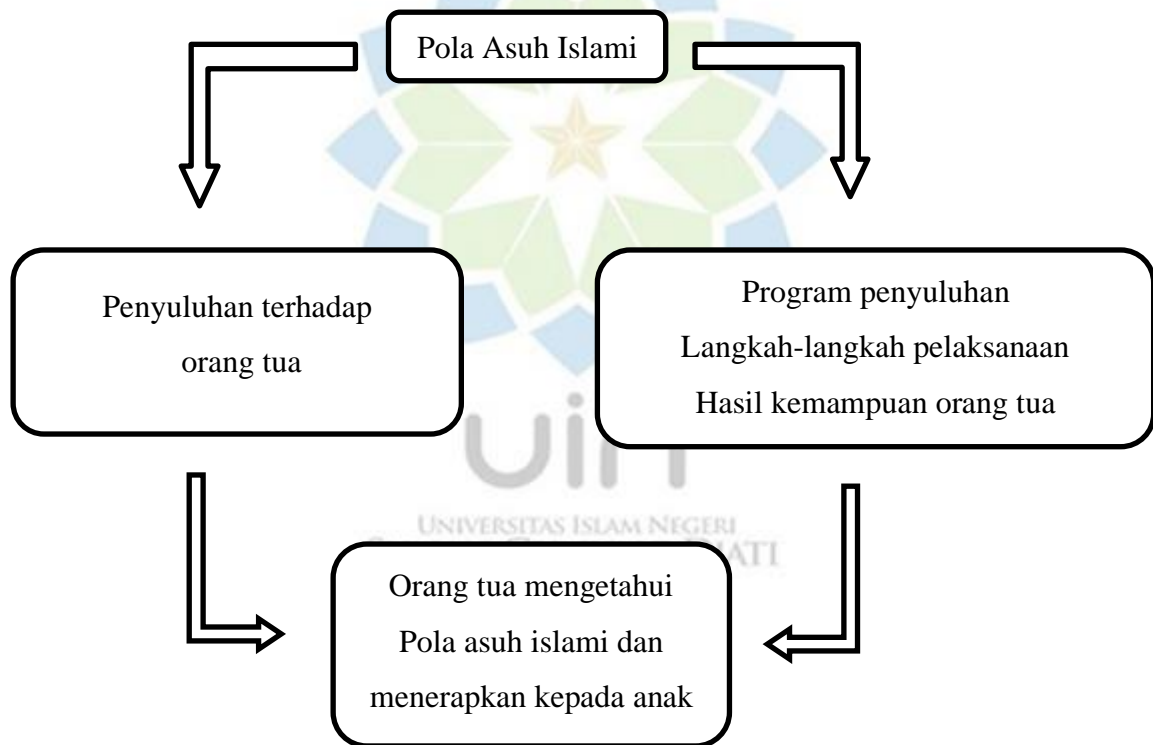 Pola Asuh Islami
Penyuluhan terhadap
orang tua
Program penyuluhan
Langkah-langkah pelaksanaan
Hasil kemampuan orang tua
uin
UNIVERSITAS ISLAM NEGERI
Orang tua mengetahui
Pola asuh islami dan
menerapkan kepada anak